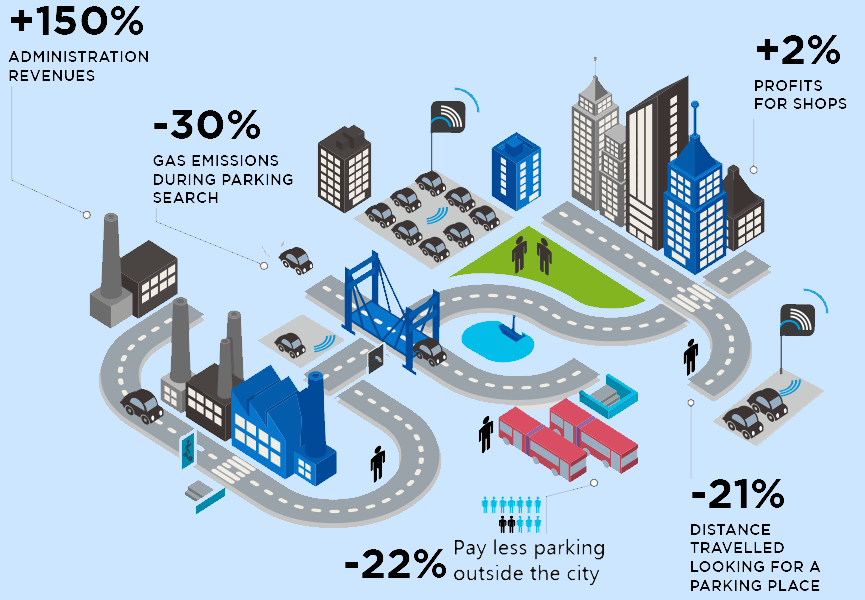 +150%
ADMINISTRATION
REVENUES
-30%
GAS EMISSIONS
DURING PARKING
SEARCH
+2%
PROFITS
FOR SHOPS
-21%
DISTANCE
TRAVELLED
LOOKING FOR A
PARKING PLACE
-22%
Pay less parking
outside the city